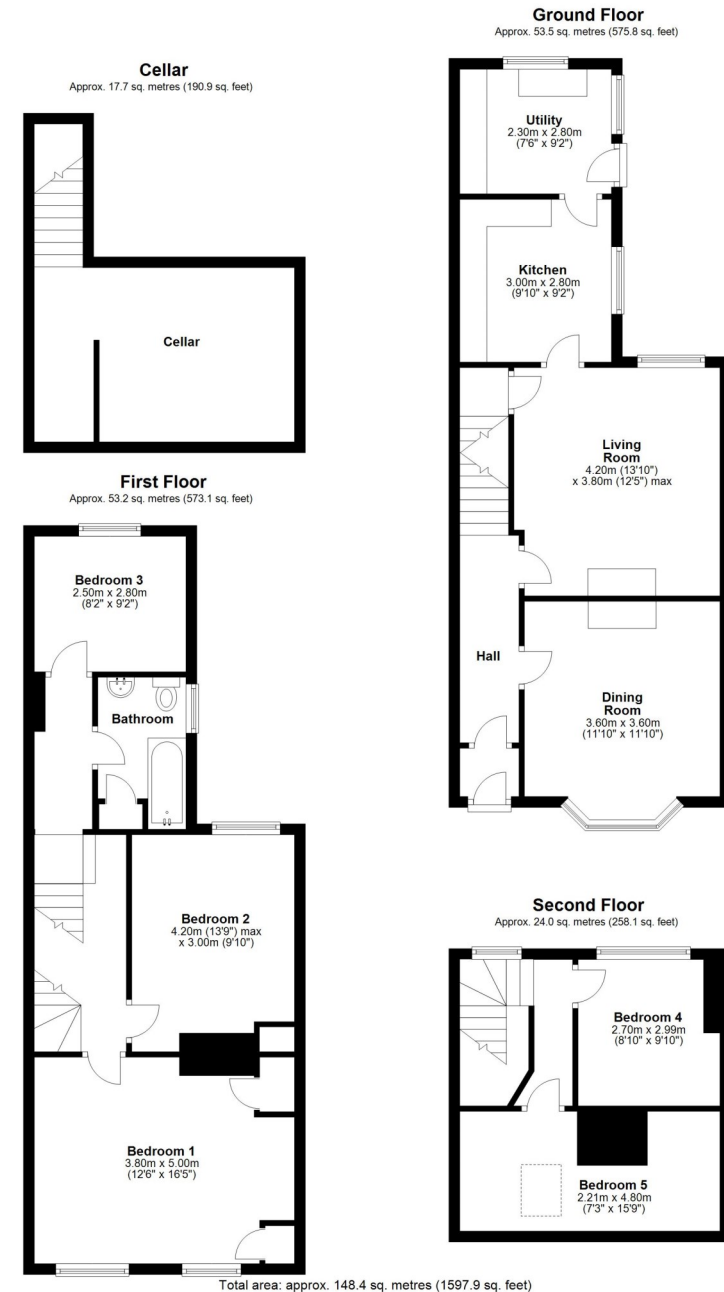 Cellar
Approx. 17.7 sq. metres (190.9 sq. feet)
Cellar
Ground Floor
Approx. 53.5 sq. metres (575.8 sq. feet)
Utility
2.30m x 2.80m
(7'6" x 9'2")
Kitchen
3.00m x 2.80m
(9'10" x 9'2")
Living
Room
4.20m (13'10")
x 3.80m (12'5") max
Hall
Dining
Room
3.60m x 3.60m
(11'10" x 11'10")
First Floor
Approx. 53.2 sq. metres (573.1 sq. feet)
Bedroom 3
2.50m x 2.80m
(8'2" x 9'2")
Bathroom
Bedroom 2
4.20m (13'9") max
x 3.00m (9'10")
Bedroom 1
3.80m x 5.00m
(12'6" x 16'5")
Second Floor
Approx. 24.0 sq. metres (258.1 sq. feet)
Bedroom 4
2.70m x 2.99m
(8'10" x 9'10")
Bedroom 5
2.21m x 4.80m
(7'3" x 15'9")
Total area: approx. 148.4 sq. metres (1597.9 sq. feet)